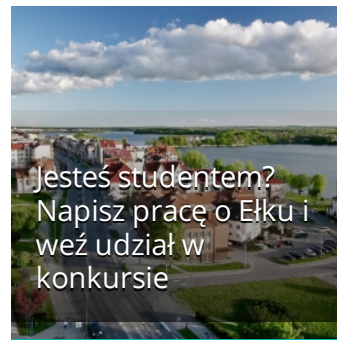 Jesteś studentem?
Napisz pracę o Ełku i
weź udział w
konkursie